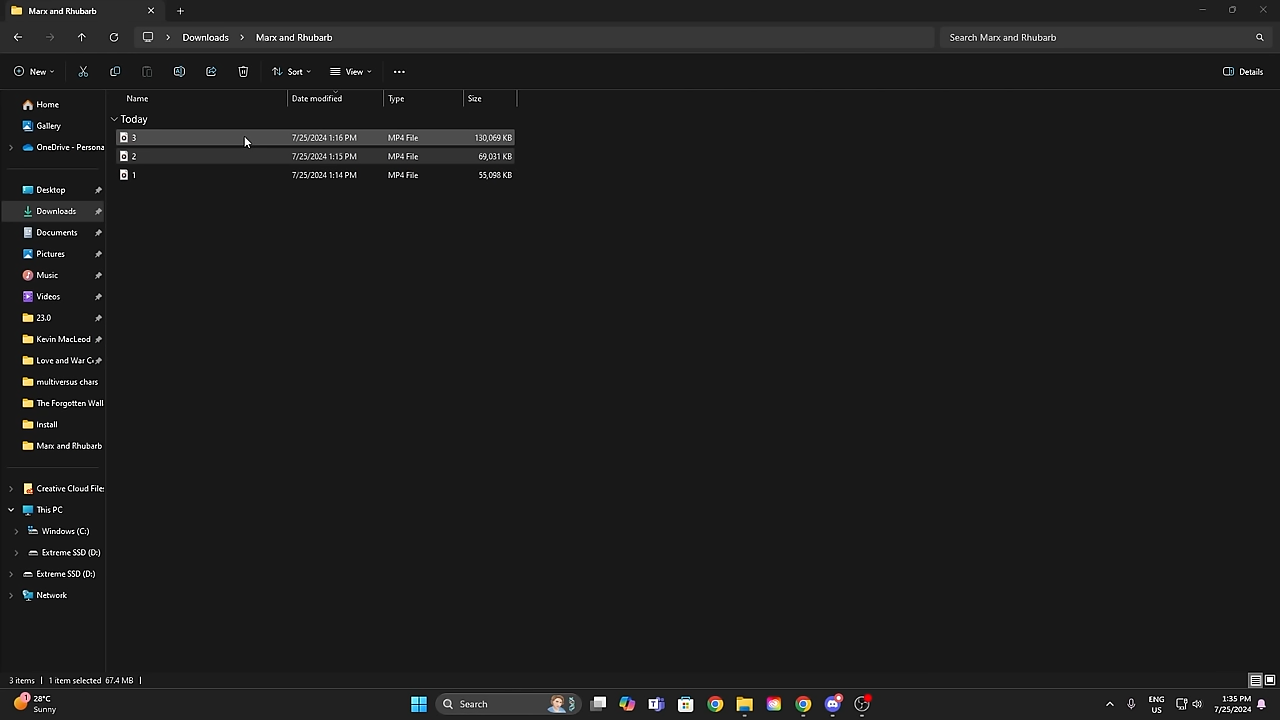 Marx and Rhubarb
Downloads
Marx and Rhubarb
Search Marx and Rhubarb
New
Sort
View
Details
Name
Date modified
Type
Size
Home
Gallery
OneDrive - Persona
Desktop
Downloads
Documents
Pictures
Music
Videos
23.0
Kevin MacLeod
Love and War C
multiversus chars
The Forgotten Wall
Install
Marx and Rhubarb
Creative Cloud Files
This PC
Windows (C:)
Extreme SSD (D:)
Extreme SSD (D:)
Network
Today
3 7/25/2024 1:16 PM MP4 File 130,069 KB
2 7/25/2024 1:15 PM MP4 File 69,031 KB
1 7/25/2024 1:14 PM MP4 File 55,098 KB
3 items 1 item selected 67.4 MB
1
28°C
Sunny
Search
ENG
US
1:35 PM
7/25/2024